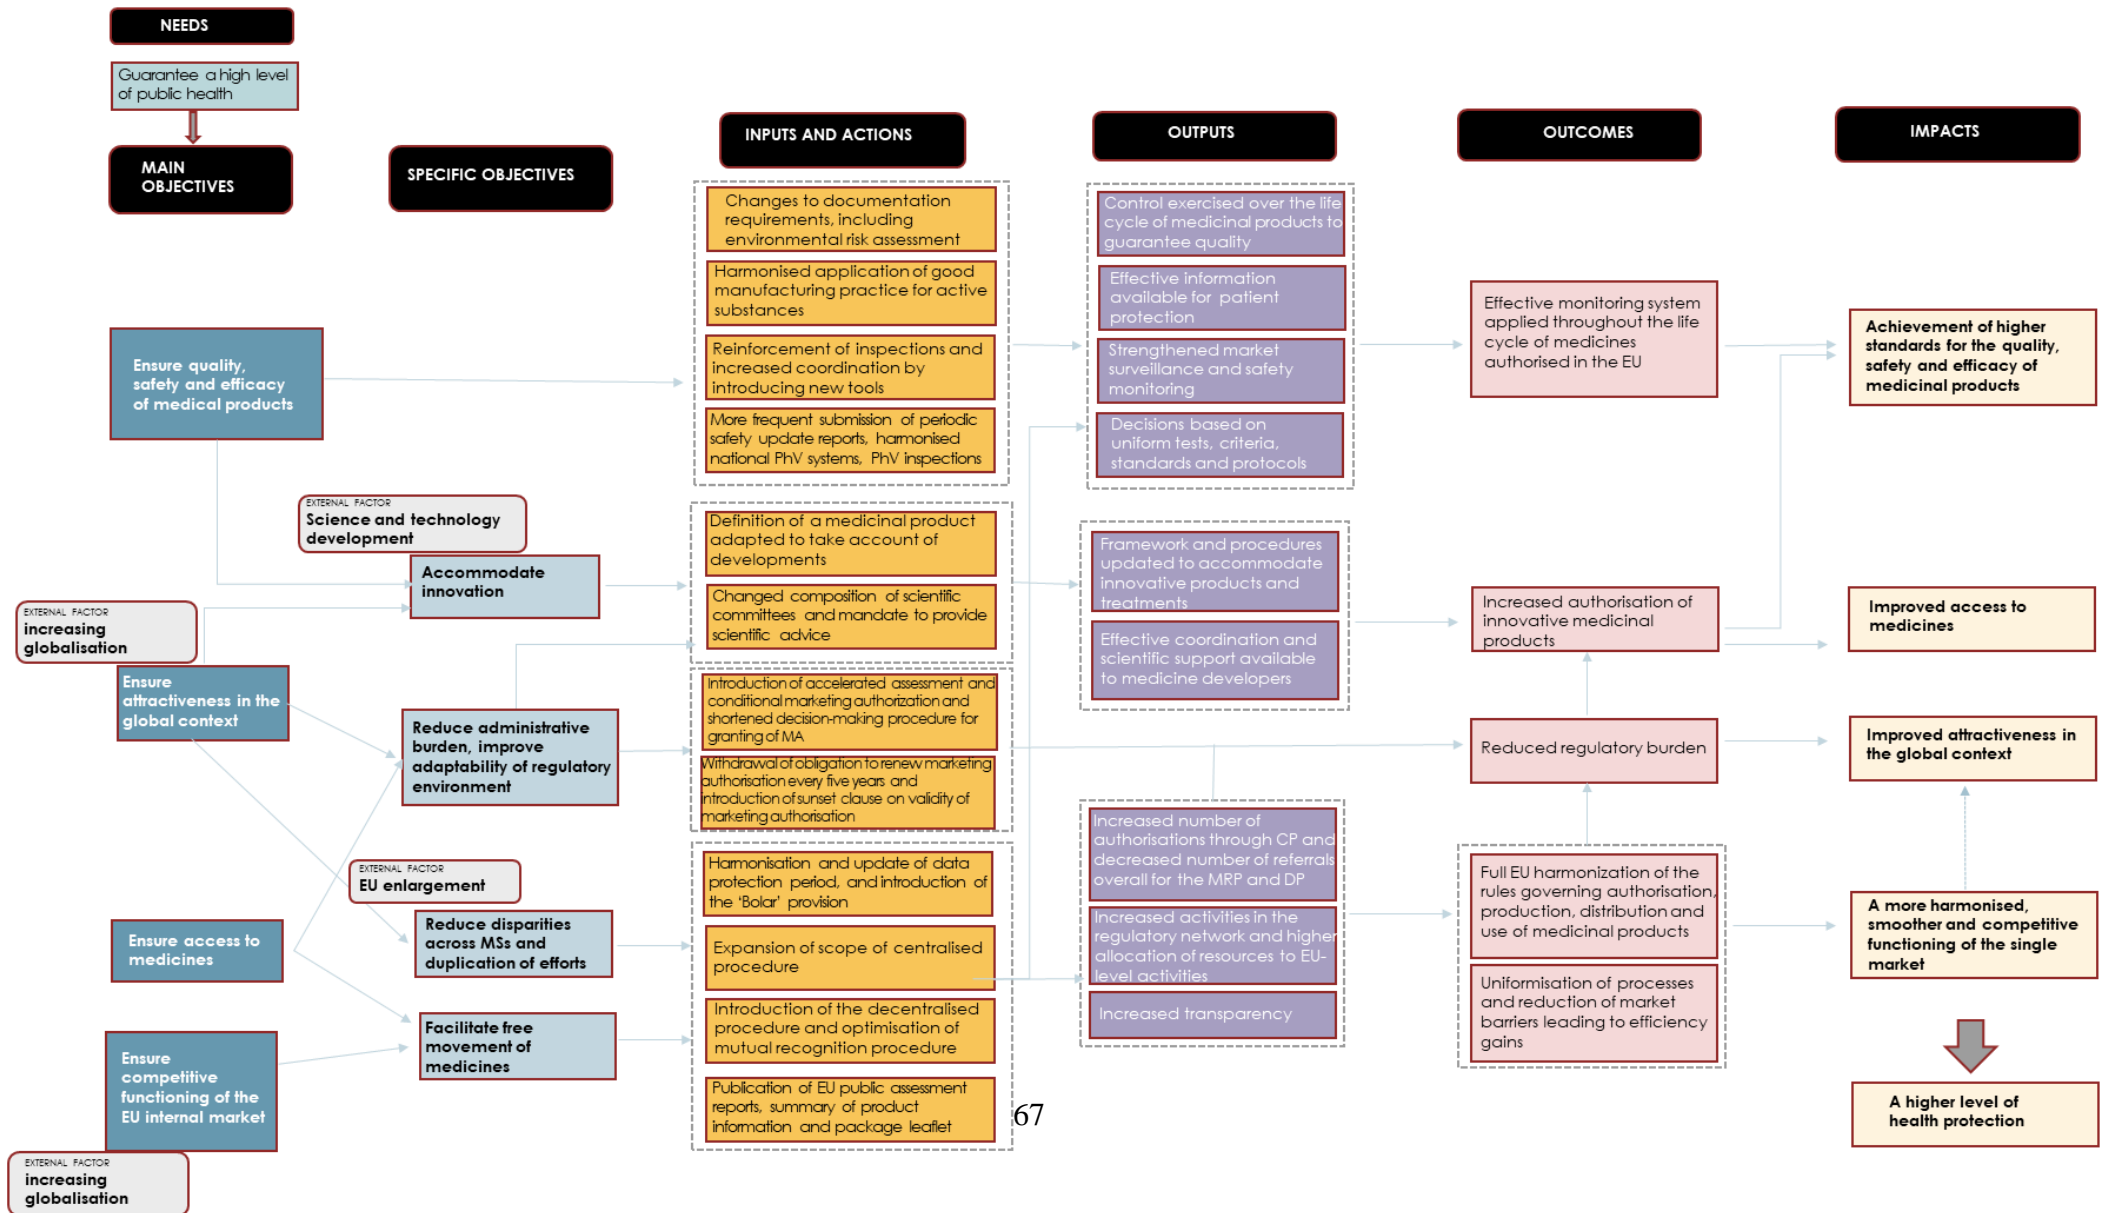 NEEDS
Guarantee a high level
of public health
MAIN
OBJECTIVES
SPECIFIC OBJECTIVES
INPUTS AND ACTIONS
OUTPUTS
OUTCOMES
IMPACTS
Ensure quality,
safety and efficacy
of medical products
EXTERNAL FACTOR
increasing
globalisation
Ensure
attractiveness in the
global context
Ensure access to
medicines
Ensure
competitive
functioning of the
EU internal market
EXTERNAL FACTOR
increasing
globalisation
EXTERNAL FACTOR
Science and technology
development
Accommodate
innovation
Reduce administrative
burden, improve
adaptability of regulatory
environment
EXTERNAL FACTOR
EU enlargement
Reduce disparities
across MSs and
duplication of efforts
Facilitate free
movement of
medicines
Changes to documentation
requirements, including
environmental risk assessment
Harmonised application of good
manufacturing practice for active
substances
Reinforcement of inspections and
increased coordination by
introducing new tools
More frequent submission of periodic
safety update reports, harmonised
national PhV systems, PhV inspections
Definition of a medicinal product
adapted to take account of
developments
Changed composition of scientific
committees and mandate to provide
scientific advice
Introduction of accelerated assessment and
conditional marketing authorization and
shortened decision-making procedure for
granting of MA
Withdrawal of obligation to renew marketing
authorisation every five years and
introduction of sunset clause on validity of
marketing authorisation
Harmonisation and update of data
protection period, and introduction of
the 'Bolar' provision
Expansion of scope of centralised
procedure
Introduction of the decentralised
procedure and optimisation of
mutual recognition procedure
Publication of EU public assessment
reports, summary of product
information and package leaflet
Control exercised over the life
cycle of medicinal products to
guarantee quality
Effective information
available for patient
protection
Strengthened market
surveillance and safety
monitoring
Decisions based on
uniform tests, criteria,
standards and protocols
Framework and procedures
updated to accommodate
innovative products and
treatments
Effective coordination and
scientific support available
to medicine developers
Increased number of
authorisations through CP and
decreased number of referrals
overall for the MRP and DP
Increased activities in the
regulatory network and higher
allocation of resources to EU-
level activities
Increased transparency
Effective monitoring system
applied throughout the life
cycle of medicines
authorised in the EU
Increased authorisation of
innovative medicinal
products
Reduced regulatory burden
Full EU harmonization of the
rules governing authorisation,
production, distribution and
use of medicinal products
Uniformisation of processes
and reduction of market
barriers leading to efficiency
gains
Achievement of higher
standards for the quality,
safety and efficacy of
medicinal products
Improved access to
medicines
Improved attractiveness in
the global context
A more harmonised,
smoother and competitive
functioning of the single
market
A higher level of
health protection
67